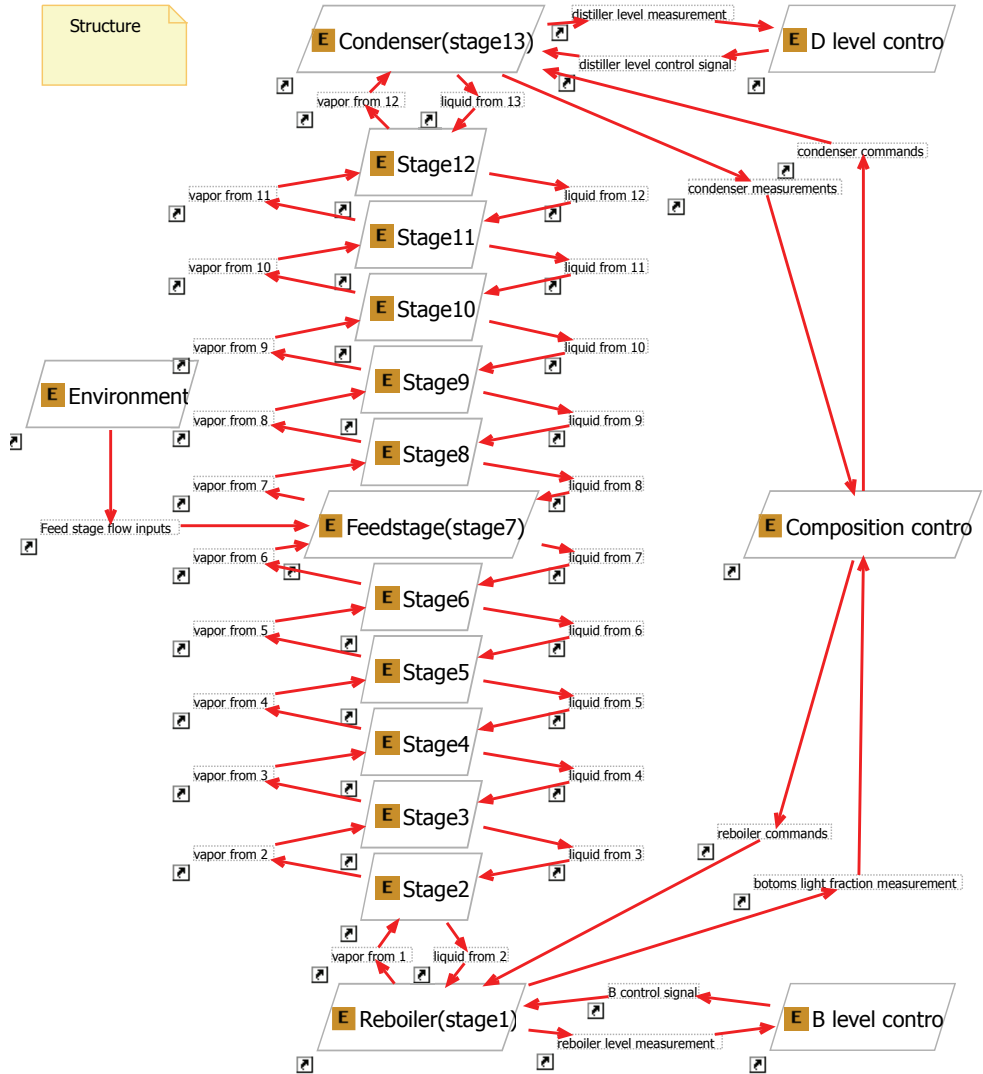 Structure
distiller level measurement
E Condenser(stage13)
E D level contro
distiller level control signal
vapor from 12
liquid from 13
condenser commands
E Stage12
condenser measurements
vapor from 11
liquid from 12
E Stage11
vapor from 10
liquid from 11
E Stage10
vapor from 9
liquid from 10
E Stage9
E Environment
vapor from 8
liquid from 9
E Stage8
vapor from 7
liquid from 8
Feed stage flow inputs
E Feedstage(stage7)
E Composition contro
vapor from 6
liquid from 7
E Stage6
vapor from 5
liquid from 6
E Stage5
vapor from 4
liquid from 5
E Stage4
vapor from 3
liquid from 4
E Stage3
reboiler commands
vapor from 2
liquid from 3
E Stage2
botoms light fraction measurement
vapor from 1
liquid from 2
B control signal
E Reboiler(stage1)
E B level contro
reboiler level measurement